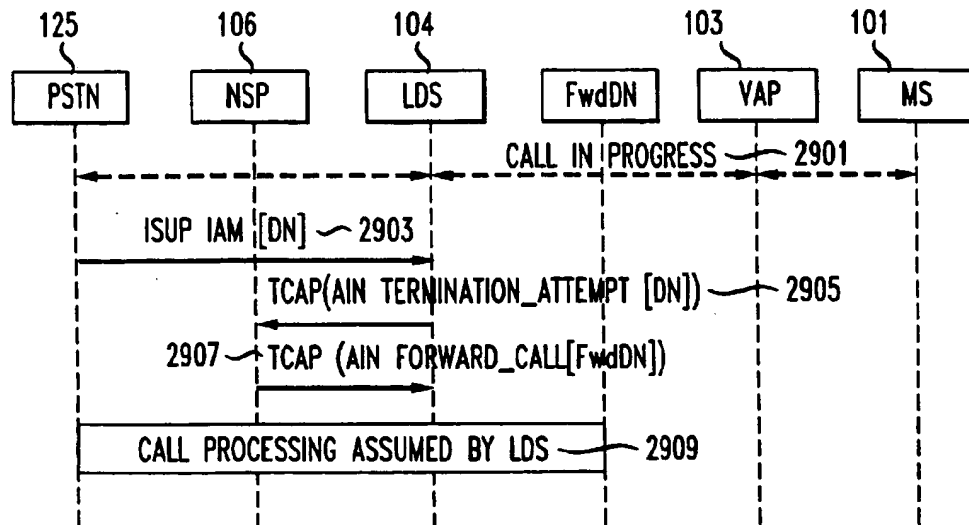 125 106 104 103 101
PSTN NSP LDS FwdDN VAP MS
CALL IN PROGRESS 2901
ISUP IAM [DN] 2903
TCAP(AIN TERMINATION_ATTEMPT [DN]) 2905
2907 TCAP (AIN FORWARD_CALL[FwdDN])
CALL PROCESSING ASSUMED BY LDS 2909